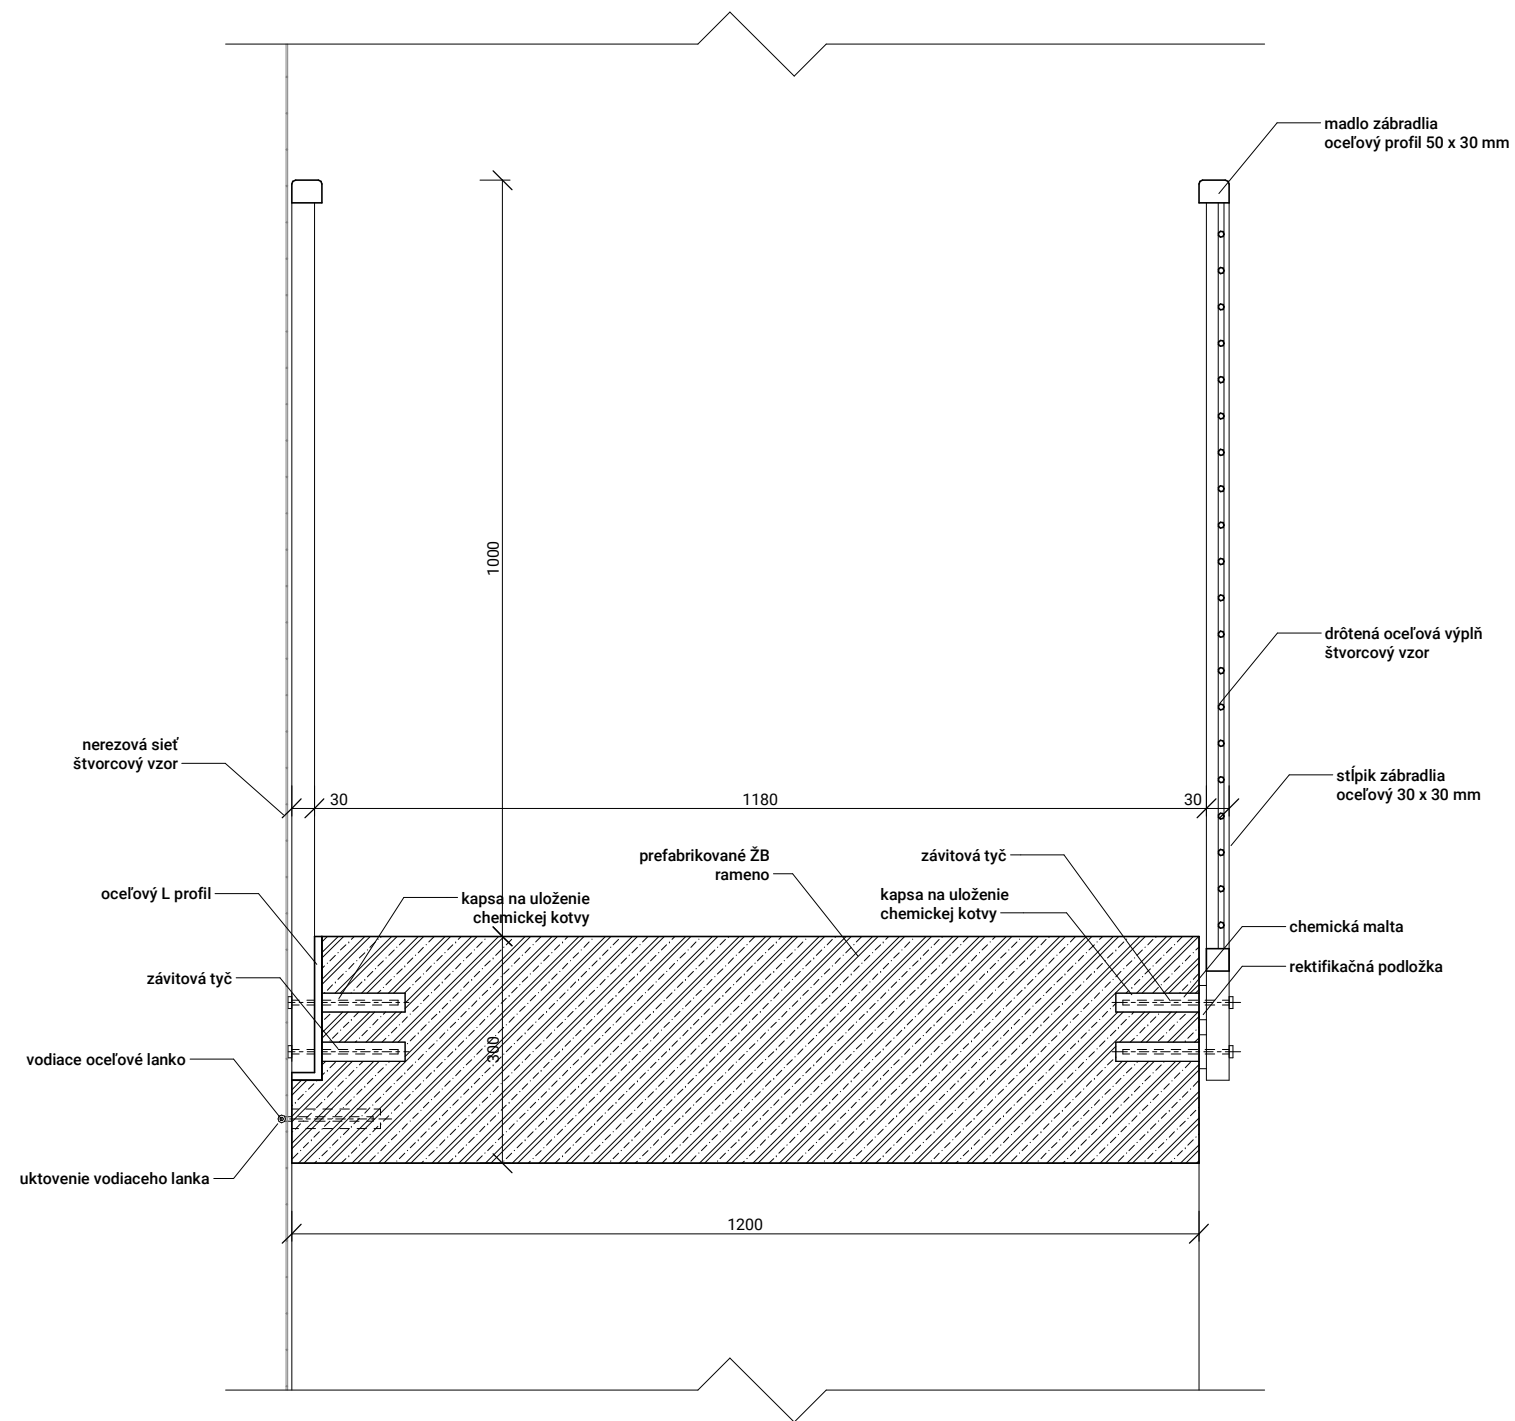 madlo zábradlia
oceľový profil 50 x 30 mm
1000
drôtená oceľová výplň
štvorcový vzor
nerezová sieť
štvorcový vzor
30
1180
30
stĺpik zábradlia
oceľový 30 x 30 mm
prefabrikované ŽB
rameno
závitová tyč
oceľový L profil
kapsa na uloženie
chemickej kotvy
kapsa na uloženie
chemickej kotvy
chemická malta
rektifikačná podložka
závitová tyč
300
vodiace oceľové lanko
uktovenie vodiaceho lanka
1200